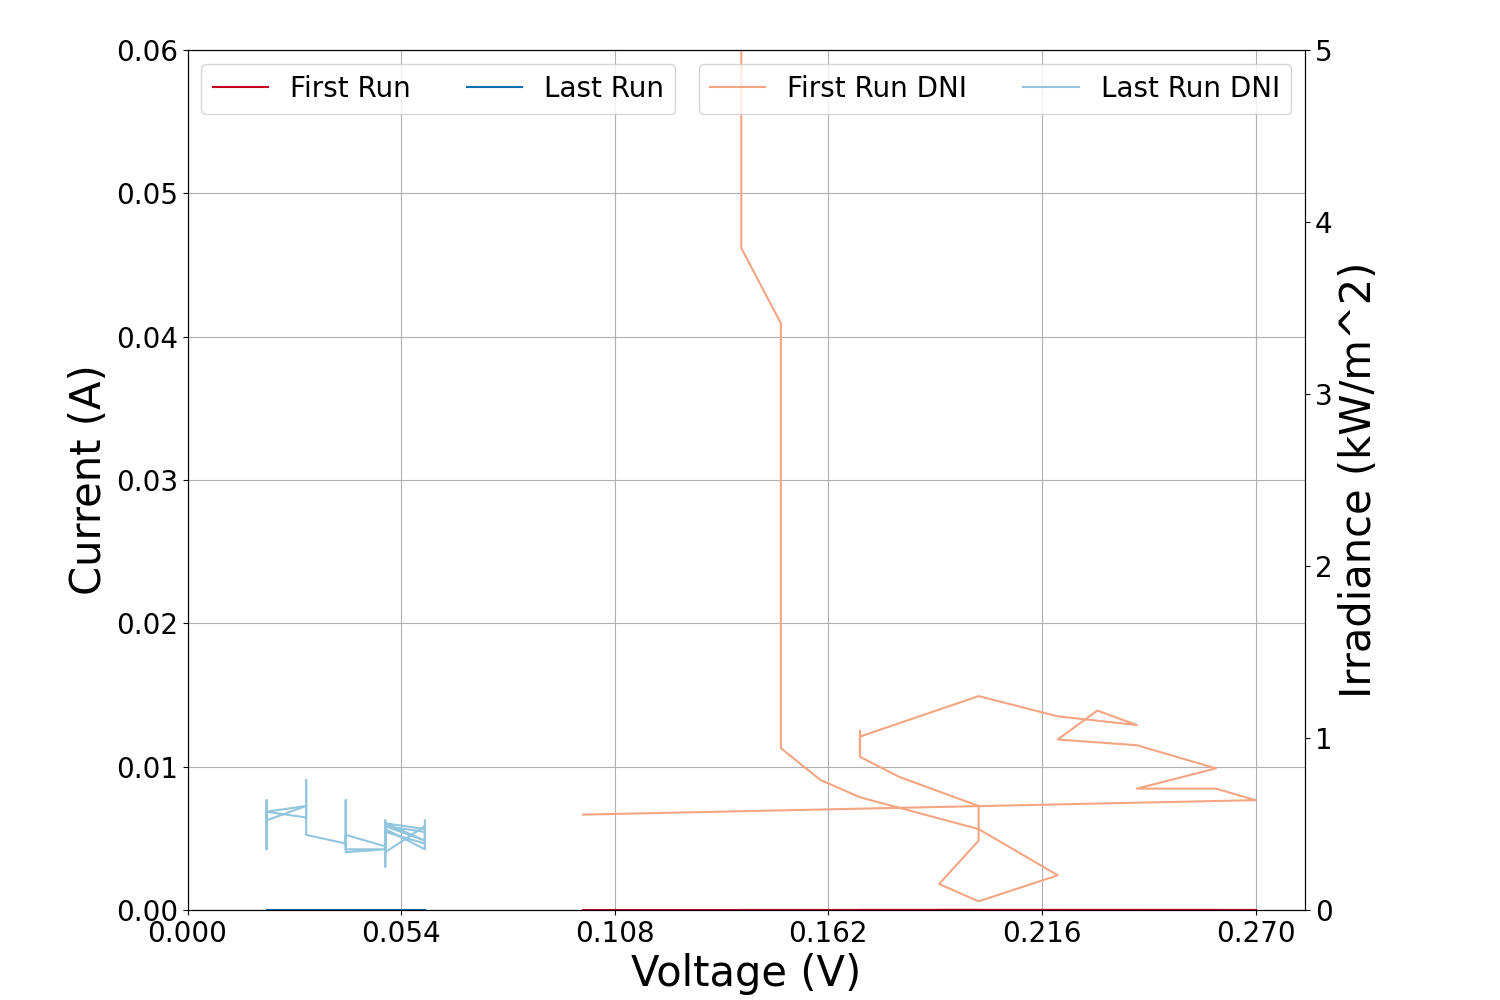 First Run
Last Run
First Run DNI
Last Run DNI
Current (A)
0.06
0.05
0.04
0.03
0.02
0.01
0.00
Irradiance (kW/m^2)
5
4
3
2
1
0
0.000
0.054
0.108
0.162
0.216
0.270
Voltage (V)